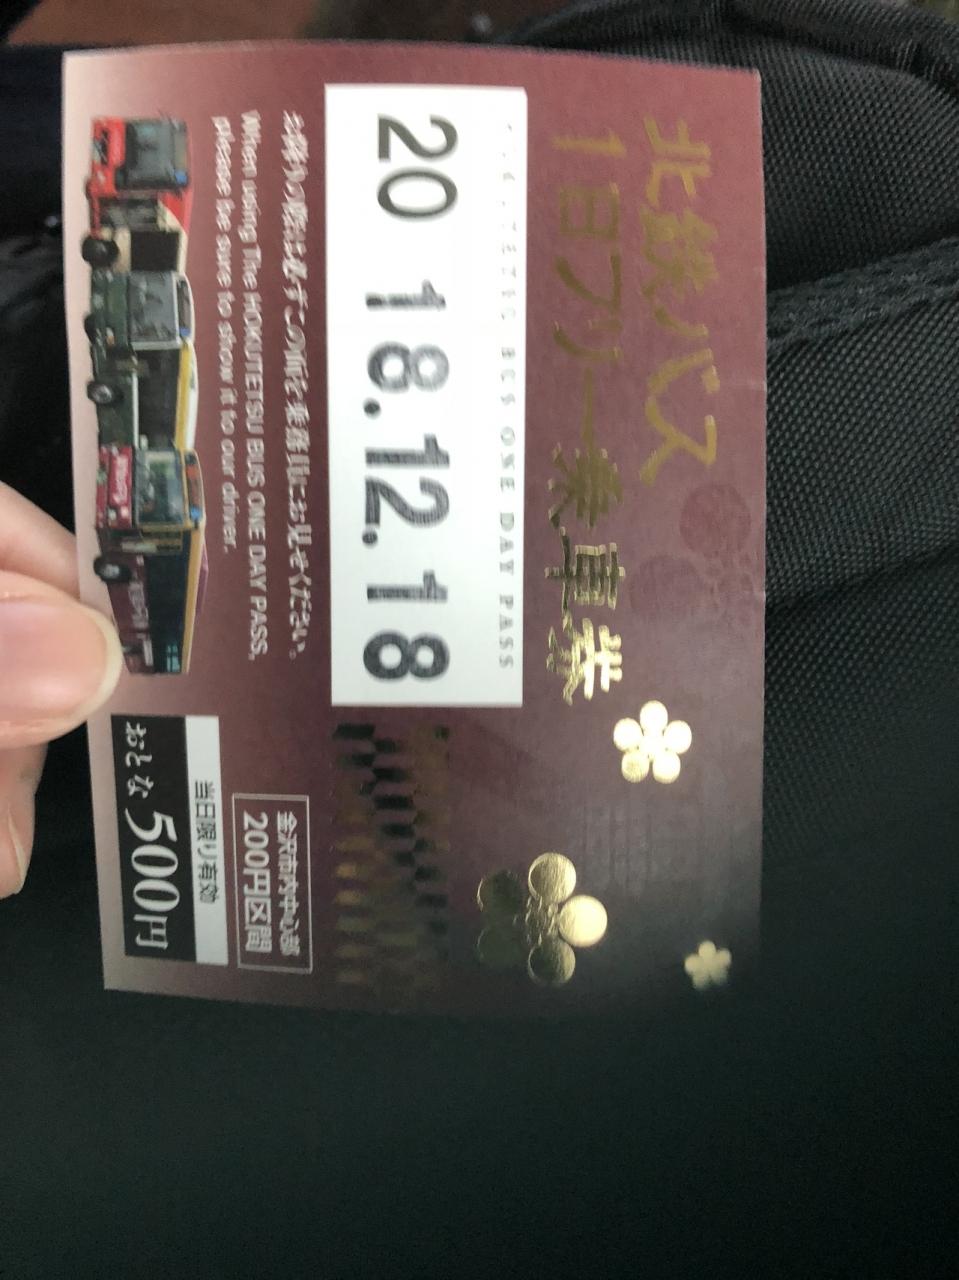 北鉄バス
1日フリー乗車券
THE HOKUTETSU BUS ONE DAY PASS
2018.12.18
お降りの際は必ずこの面を乗務員にお見せください。
When using The HOKUTETSU BUS ONE DAY PASS,
please be sure to show it to our driver.
金沢市内中心部
200円区間
当日限り有効
おとな 500円